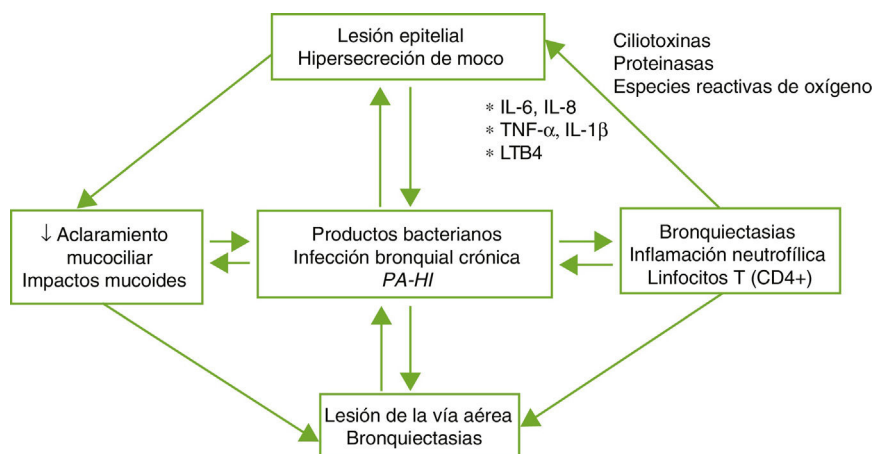 Lesión epitelial
Hipersecreción de moco
Ciliotoxinas
Proteinasas
Especies reactivas de oxígeno
* IL-6, IL-8
* TNF-α, IL-1β
* LTB4
↓ Aclaramiento
mucociliar
Impactos mucoides
Productos bacterianos
Infección bronquial crónica
PA-HI
Bronquiectasias
Inflamación neutrofílica
Linfocitos T (CD4+)
Lesión de la vía aérea
Bronquiectasias